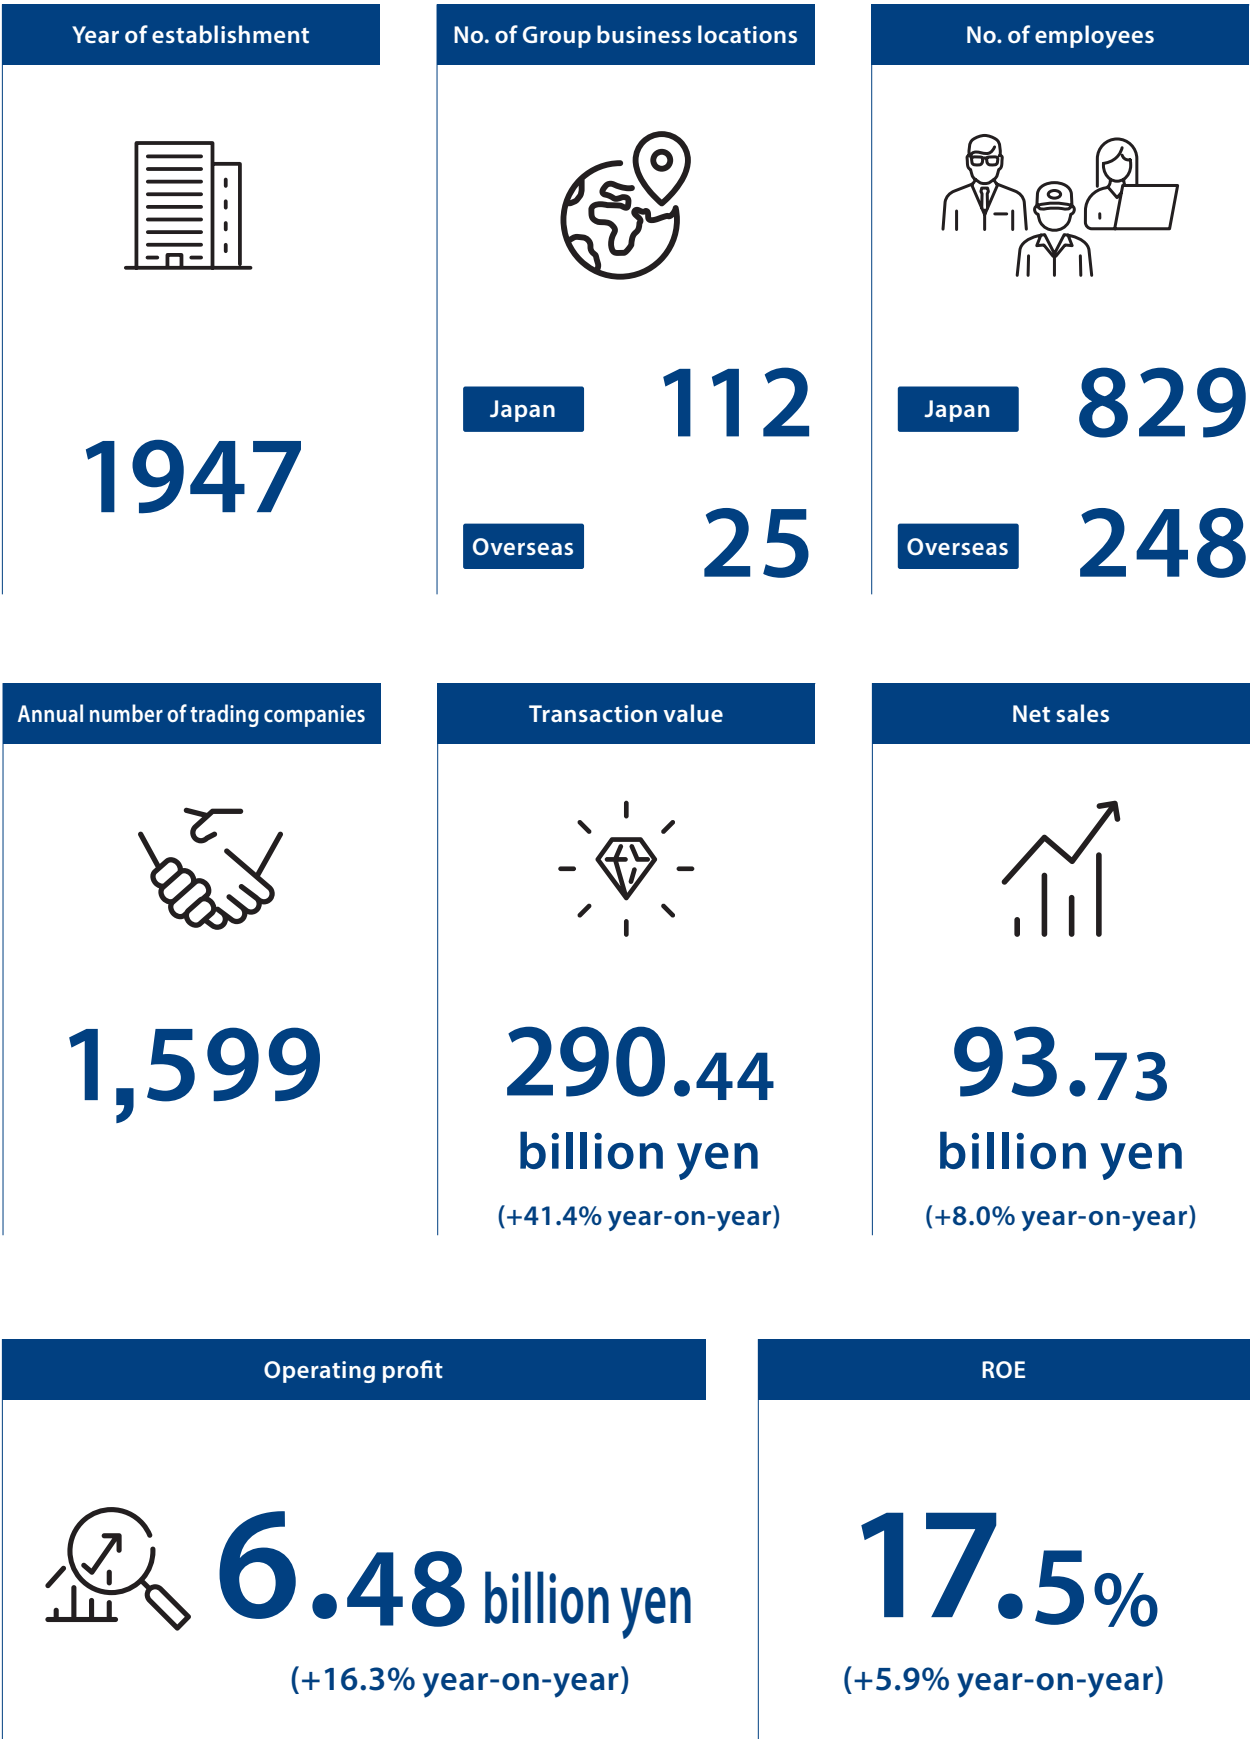 Year of establishment
1947
No. of Group business locations
Japan 112
Overseas 25
No. of employees
Japan 829
Overseas 248
Annual number of trading companies
1,599
Transaction value
290.44
billion yen
(+41.4% year-on-year)
Net sales
93.73
billion yen
(+8.0% year-on-year)
Operating profit
6.48 billion yen
(+16.3% year-on-year)
ROE
17.5%
(+5.9% year-on-year)